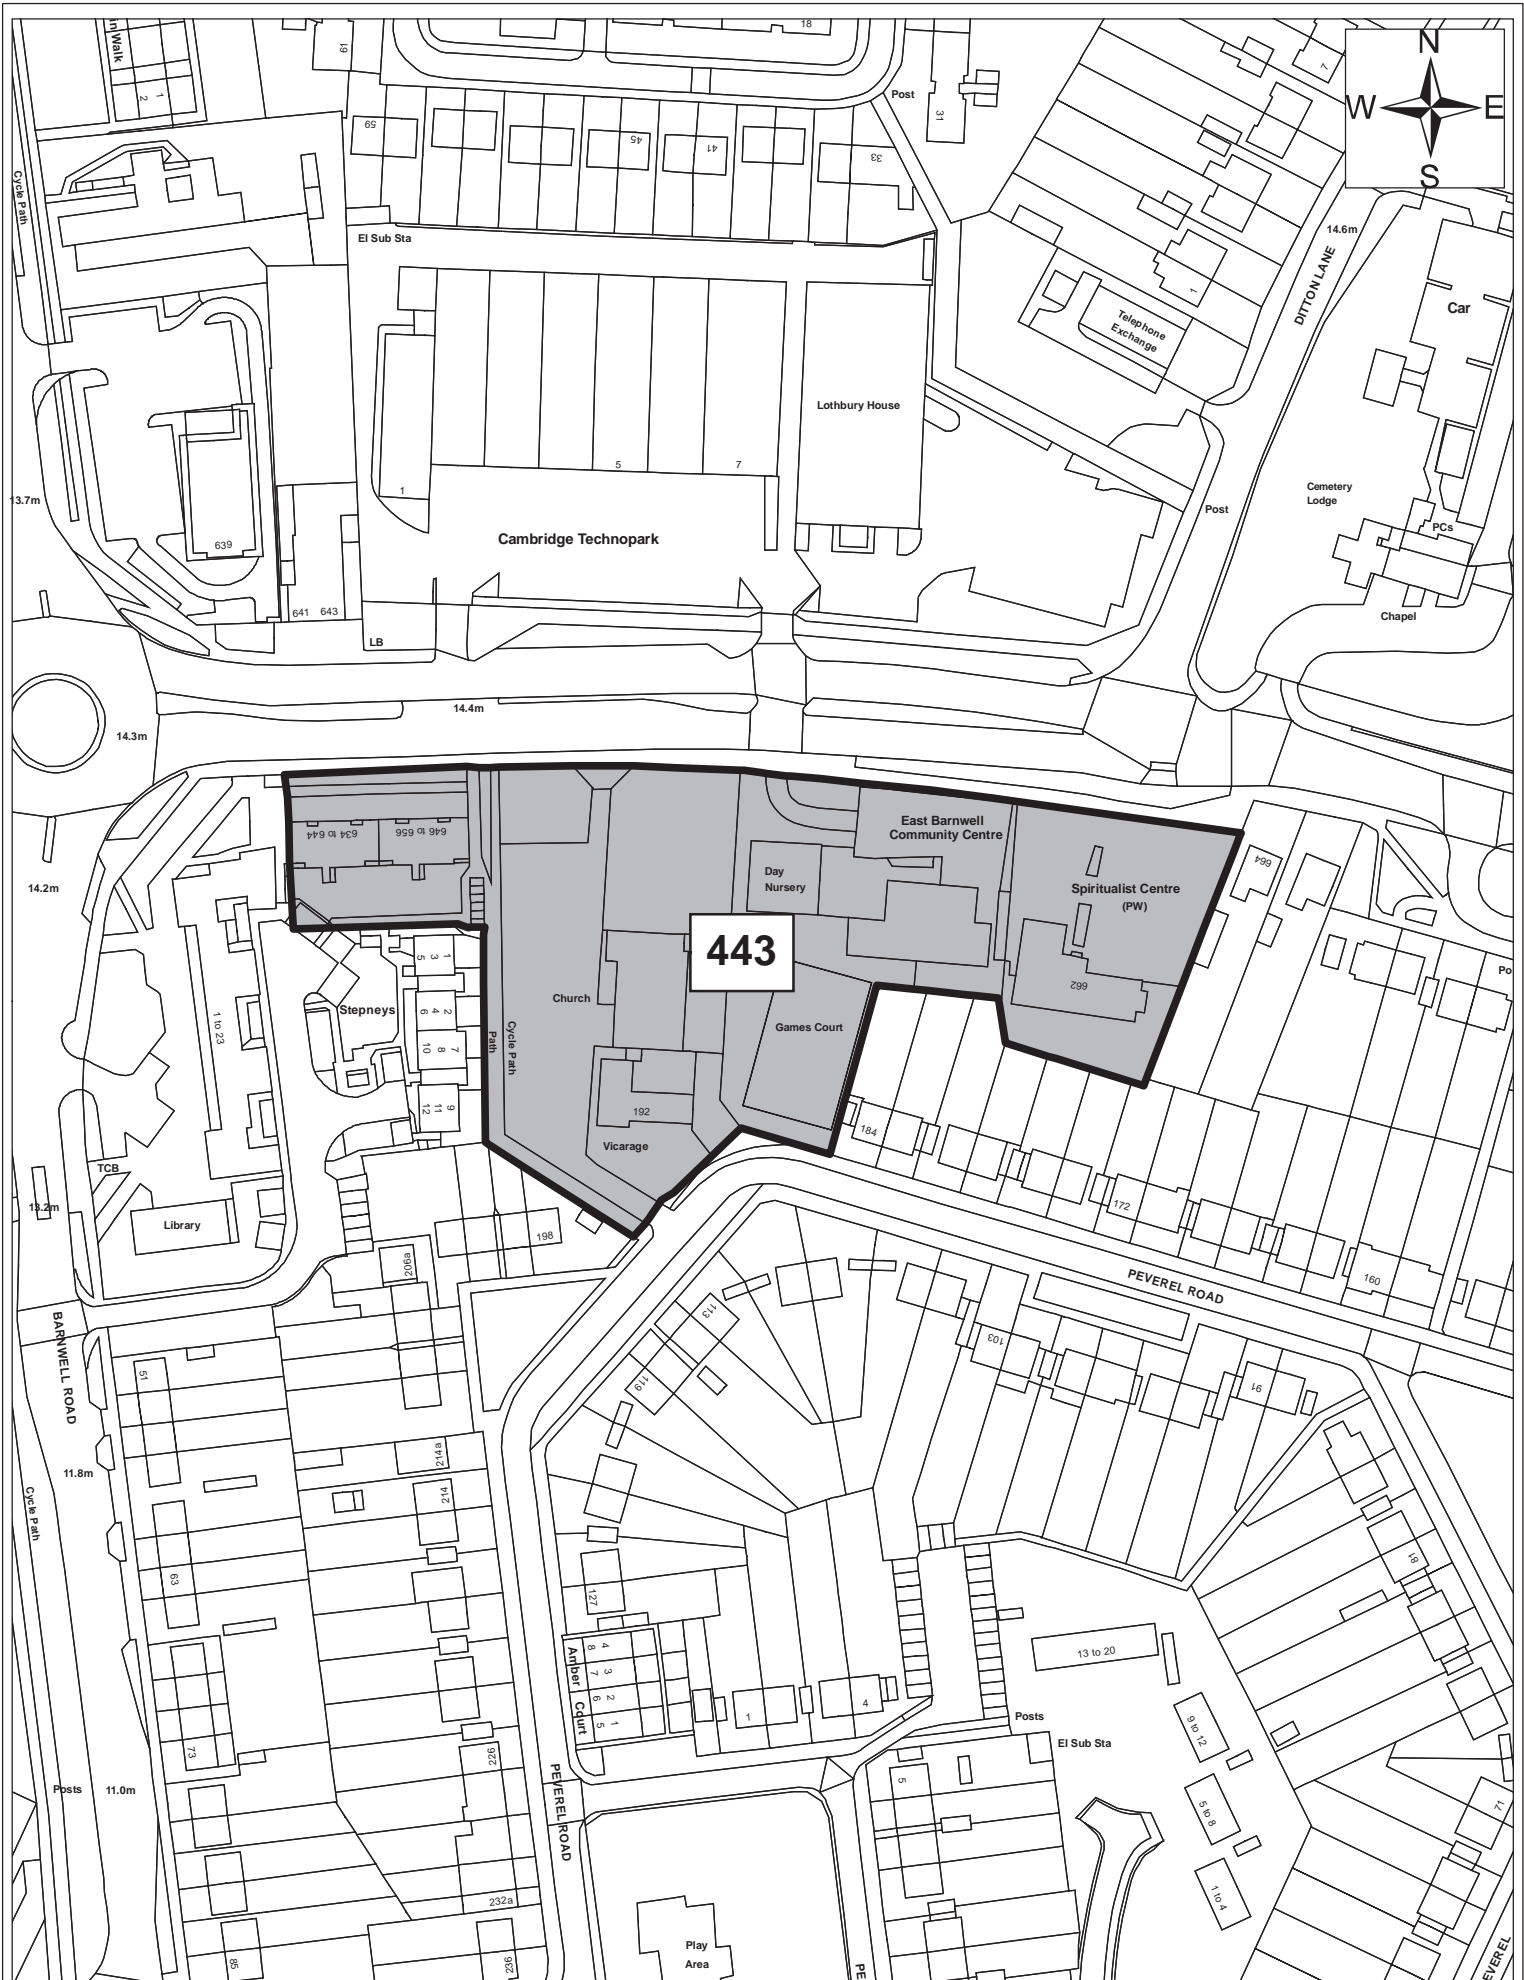 in Walk
2
1
61
18
Post
31
7
N
W
E
S
Cycle Path
59
45
41
33
El Sub Sta
14.6m
DITTON LANE
1
Car
Telephone
Exchange
Lothbury House
5
7
1
13.7m
Cemetery
Lodge
Post
PCs
639
Cambridge Technopark
641
643
LB
Chapel
14.4m
14.3m
634 to 644
646 to 656
East Barnwell
Community Centre
Day
Nursery
Spiritualist Centre
(PW)
664
14.2m
443
5
3
1
Stepneys
Church
662
Po
1 to 23
6
4
2
Games Court
10
8
7
Path
Cycle Path
12
11
9
192
184
Vicarage
TCB
13.2m
Library
198
172
206a
160
PEVEREL ROAD
BARNWELL ROAD
113
103
51
119
91
214a
11.8m
214
Cycle Path
63
127
81
Amber Court
8
4
7
3
6
2
5
1
13 to 20
1
4
Posts
9 to 12
El Sub Sta
73
226
Posts
11.0m
PEVEREL ROAD
5
5 to 8
71
232a
1 to 4
85
236
Play
Area
PE
EVEREL